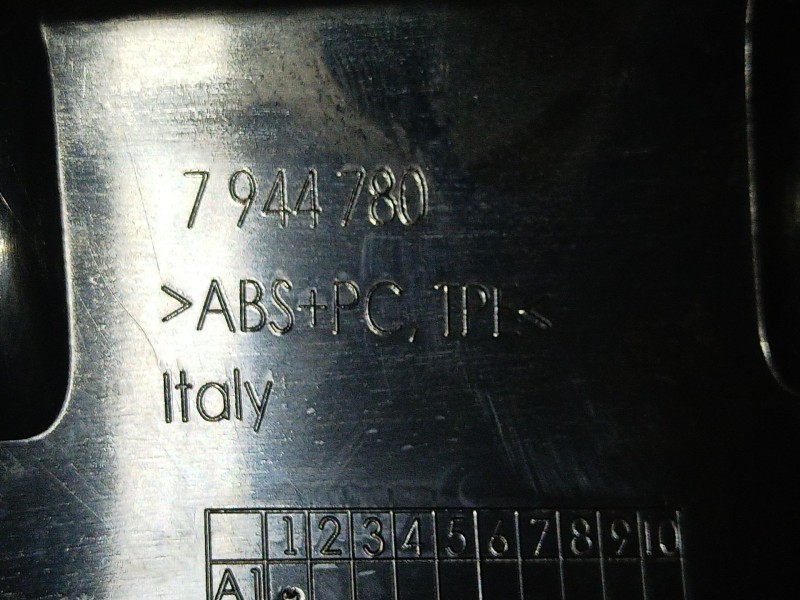 7 944 780
>ABS+PC, TPE<
Italy
1 2 3 4 5 6 7 8 9 10
A1